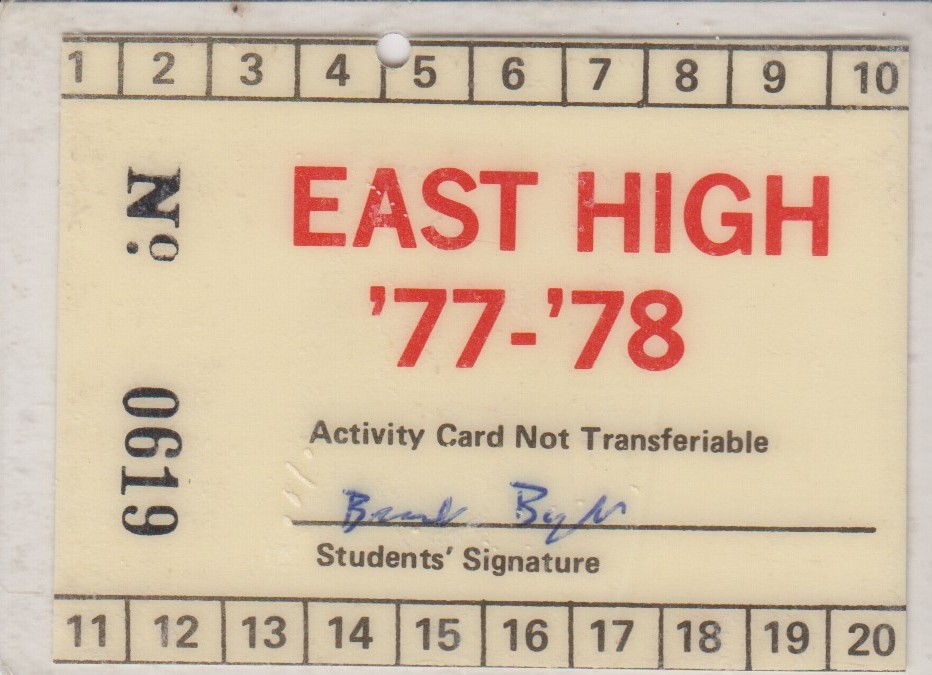 1 2 3 4 5 6 7 8 9 10
No. 0619
EAST HIGH
'77-'78
Activity Card Not Transferiable
Students' Signature
11 12 13 14 15 16 17 18 19 20